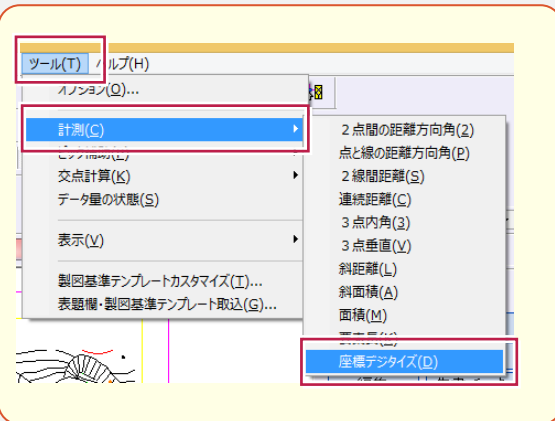 ツール(T) ヘルプ(H)
オプション(O)...
計測(C)
交点計算(K)
データ量の状態(S)
表示(V)
製図基準テンプレートカスタマイズ(T)...
表題欄・製図基準テンプレート取込(G)...
2点間の距離方向角(2)
点と線の距離方向角(P)
2線間距離(S)
連続距離(C)
3点内角(3)
3点垂直(V)
斜距離(L)
斜面積(A)
面積(M)
座標デジタイズ(D)